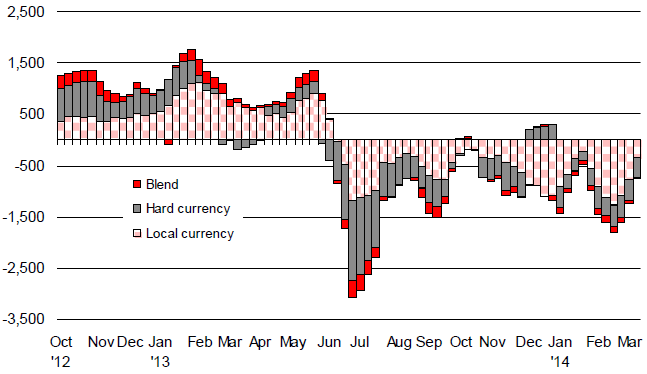 2,500
1,500
500
-500
-1,500
-2,500
-3,500
Blend
Hard currency
Local currency
Oct Nov Dec Jan Feb Mar Apr May Jun Jul Aug Sep Oct Nov Dec Jan Feb Mar
'12 '13 '14